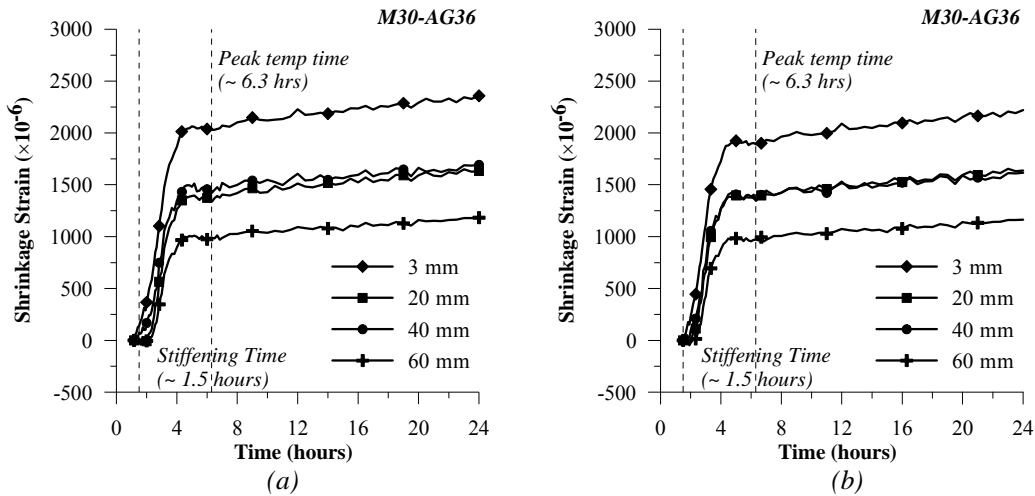 M30-AG36
3000
2500
2000
1500
1000
500
0
-500
Shrinkage Strain (×10-6)
Peak temp time
(~ 6.3 hrs)
3 mm
20 mm
40 mm
60 mm
Stiffening Time
(~ 1.5 hours)
0 4 8 12 16 20 24
Time (hours)
(a)
M30-AG36
3000
2500
2000
1500
1000
500
0
-500
Shrinkage Strain (×10-6)
Peak temp time
(~ 6.3 hrs)
3 mm
20 mm
40 mm
60 mm
Stiffening Time
(~ 1.5 hours)
0 4 8 12 16 20 24
Time (hours)
(b)